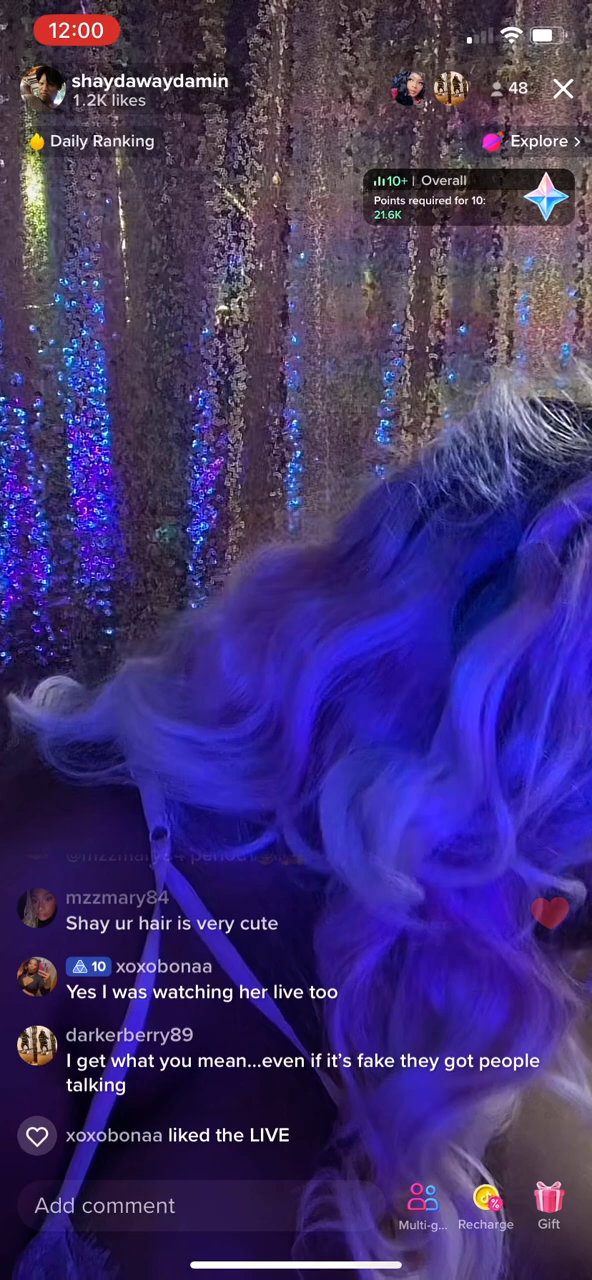 12:00
shaydawaydamin
1.2K likes
48
Daily Ranking
Explore >
10+ | Overall
Points required for 10:
21.6K
mzzmary84
Shay ur hair is very cute
10 xoxobonaa
Yes I was watching her live too
darkerberry89
I get what you mean...even if it's fake they got people
talking
xoxobonaa liked the LIVE
Add comment
Multi-g...
Recharge
Gift